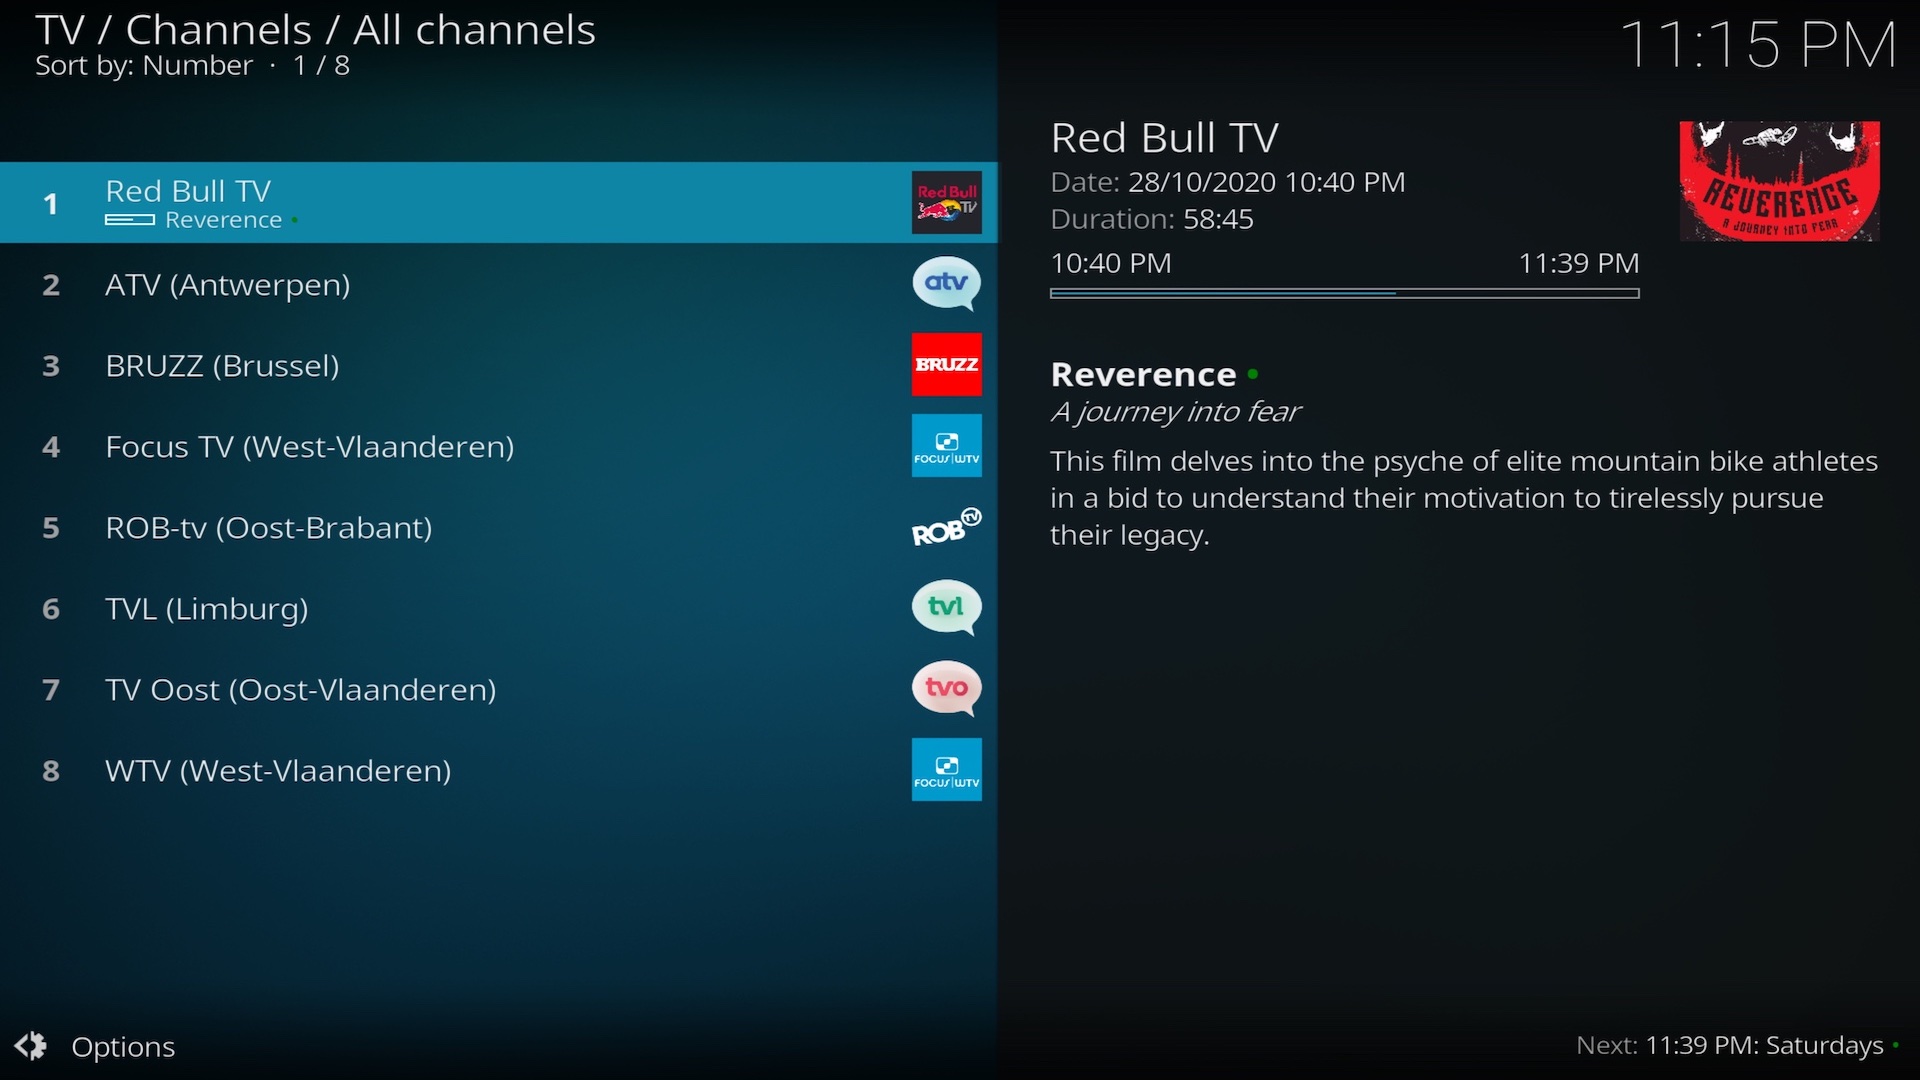 TV / Channels / All channels
Sort by: Number · 1 / 8
11:15 PM
1 Red Bull TV
Reverence
Red Bull TV
2 ATV (Antwerpen)
atv
3 BRUZZ (Brussel)
BRUZZ
4 Focus TV (West-Vlaanderen)
FOCUS|WTV
5 ROB-tv (Oost-Brabant)
ROB TV
6 TVL (Limburg)
tvl
7 TV Oost (Oost-Vlaanderen)
tvo
8 WTV (West-Vlaanderen)
FOCUS|WTV
Options
Red Bull TV
Date: 28/10/2020 10:40 PM
Duration: 58:45
10:40 PM 11:39 PM
REVERENCE
A JOURNEY INTO FEAR
Reverence
A journey into fear
This film delves into the psyche of elite mountain bike athletes
in a bid to understand their motivation to tirelessly pursue
their legacy.
Next: 11:39 PM: Saturdays